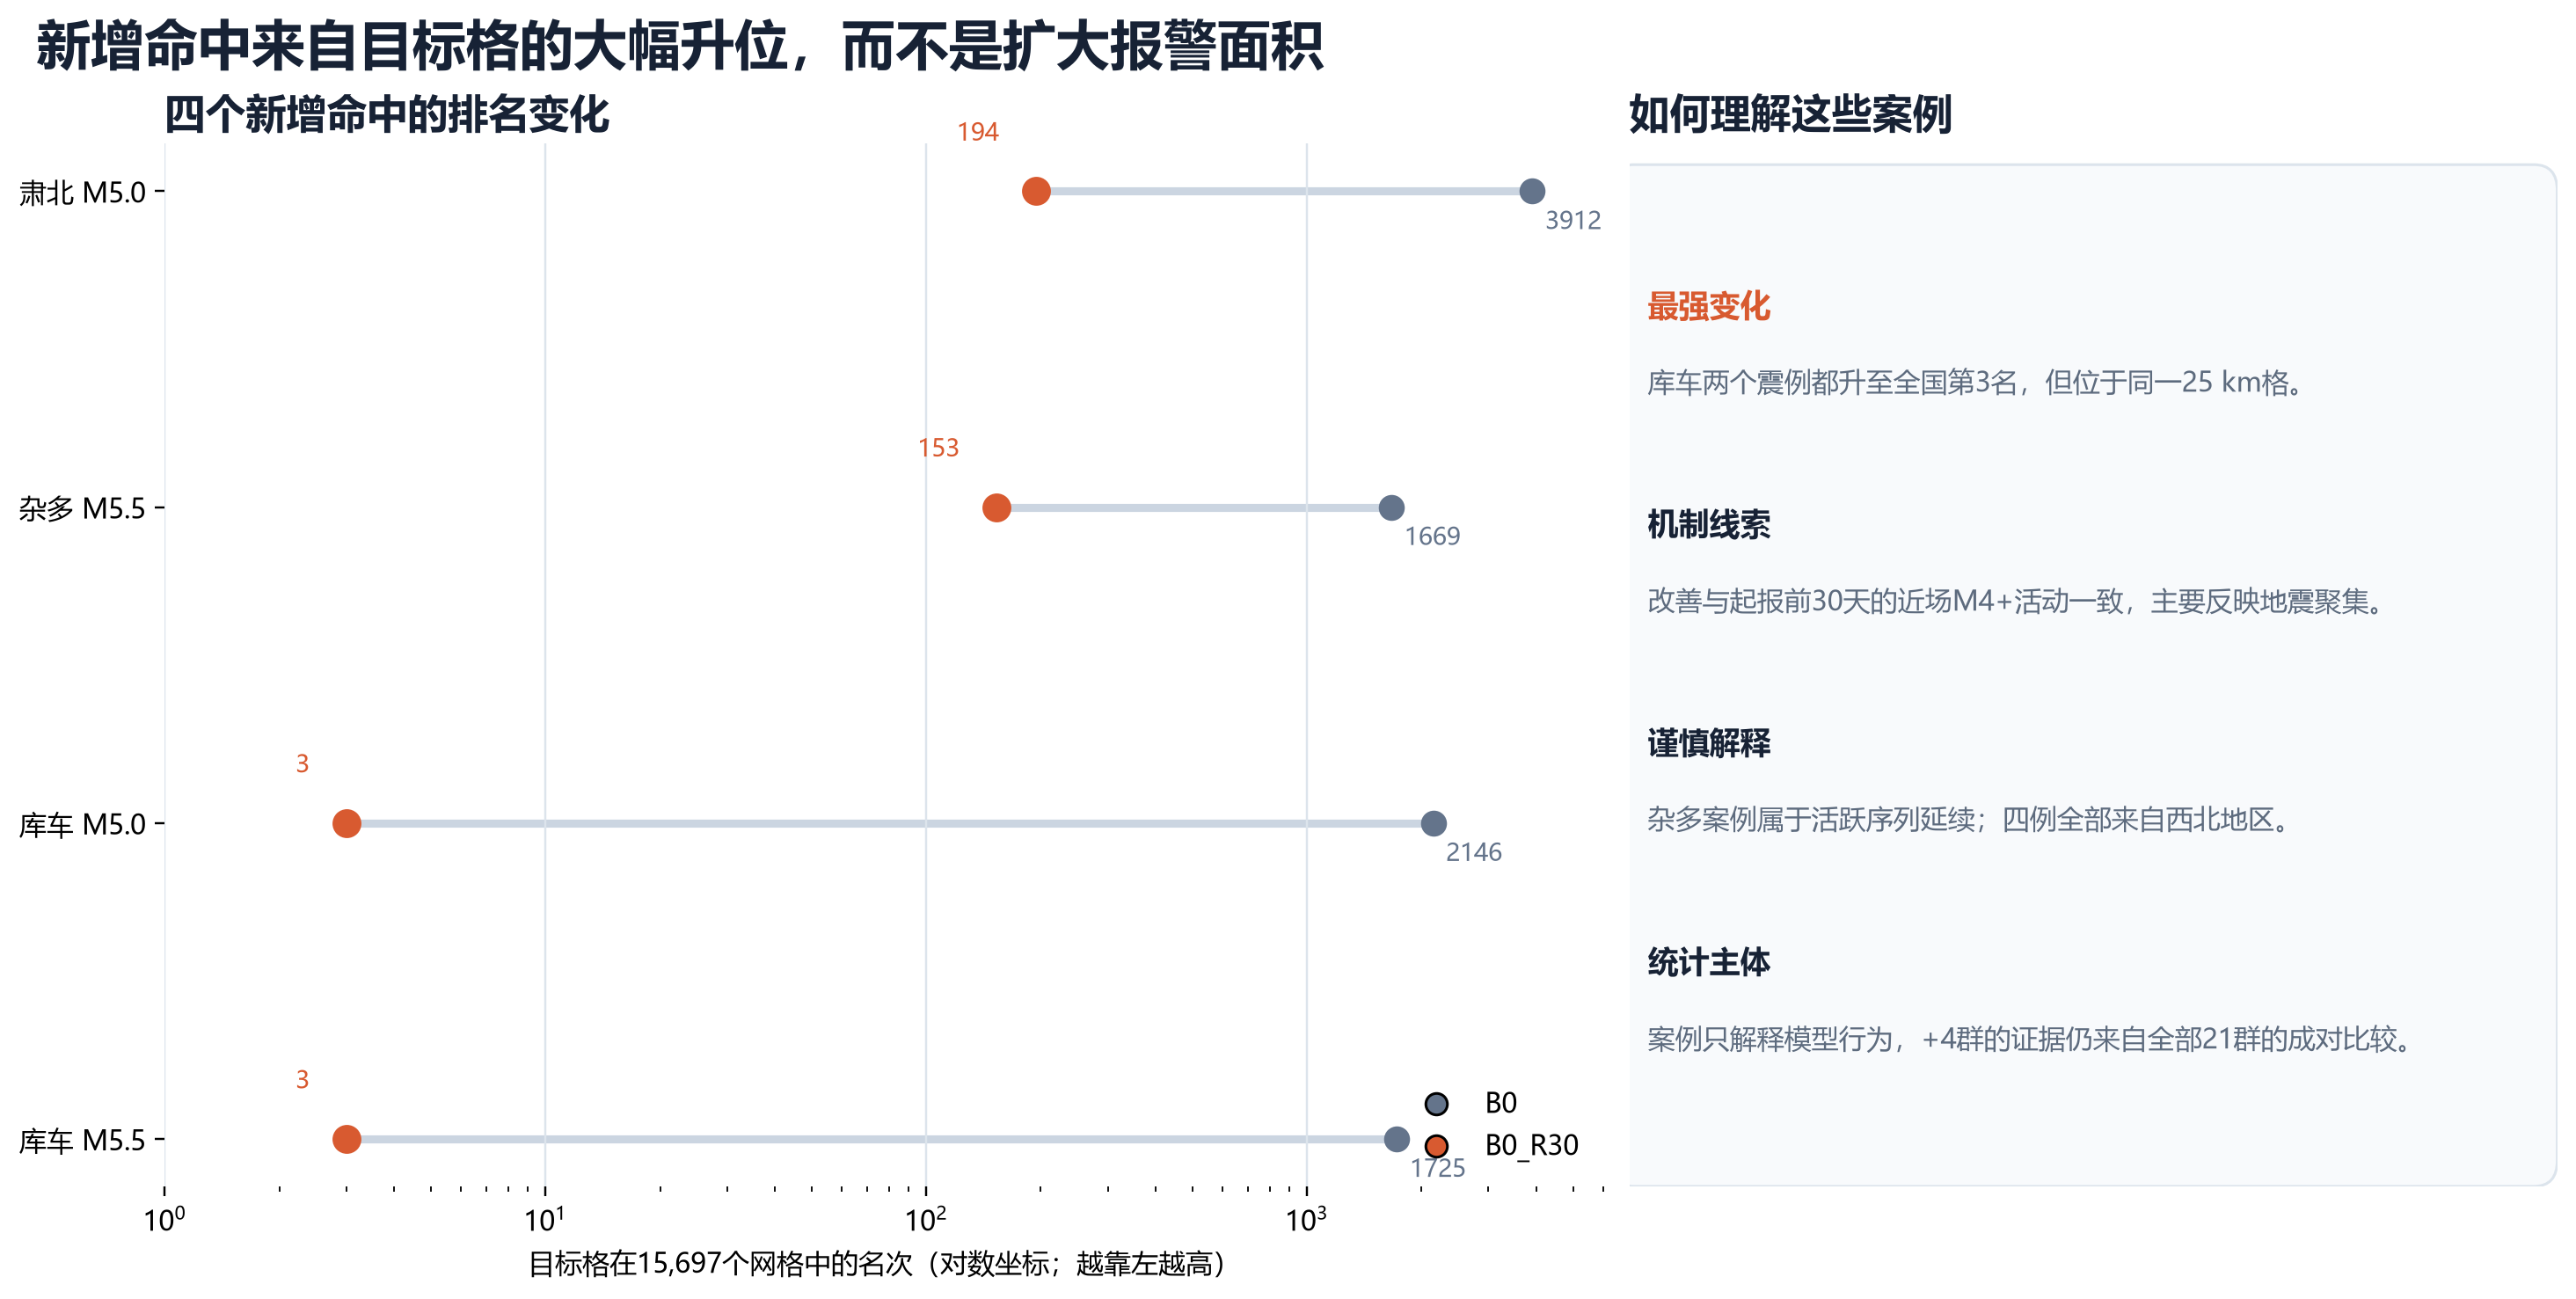 新增命中来自目标格的大幅升位，而不是扩大报警面积
四个新增命中的排名变化
194
肃北 M5.0
3912
153
杂多 M5.5
1669
3
库车 M5.0
2146
3
库车 M5.5
1725
B0
B0_R30
10⁰ 10¹ 10² 10³
目标格在15,697个网格中的名次（对数坐标；越靠左越高）
如何理解这些案例
最强变化
库车两个震例都升至全国第3名，但位于同一25 km格。
机制线索
改善与起报前30天的近场M4+活动一致，主要反映地震聚集。
谨慎解释
杂多案例属于活跃序列延续；四例全部来自西北地区。
统计主体
案例只解释模型行为，+4群的证据仍来自全部21群的成对比较。